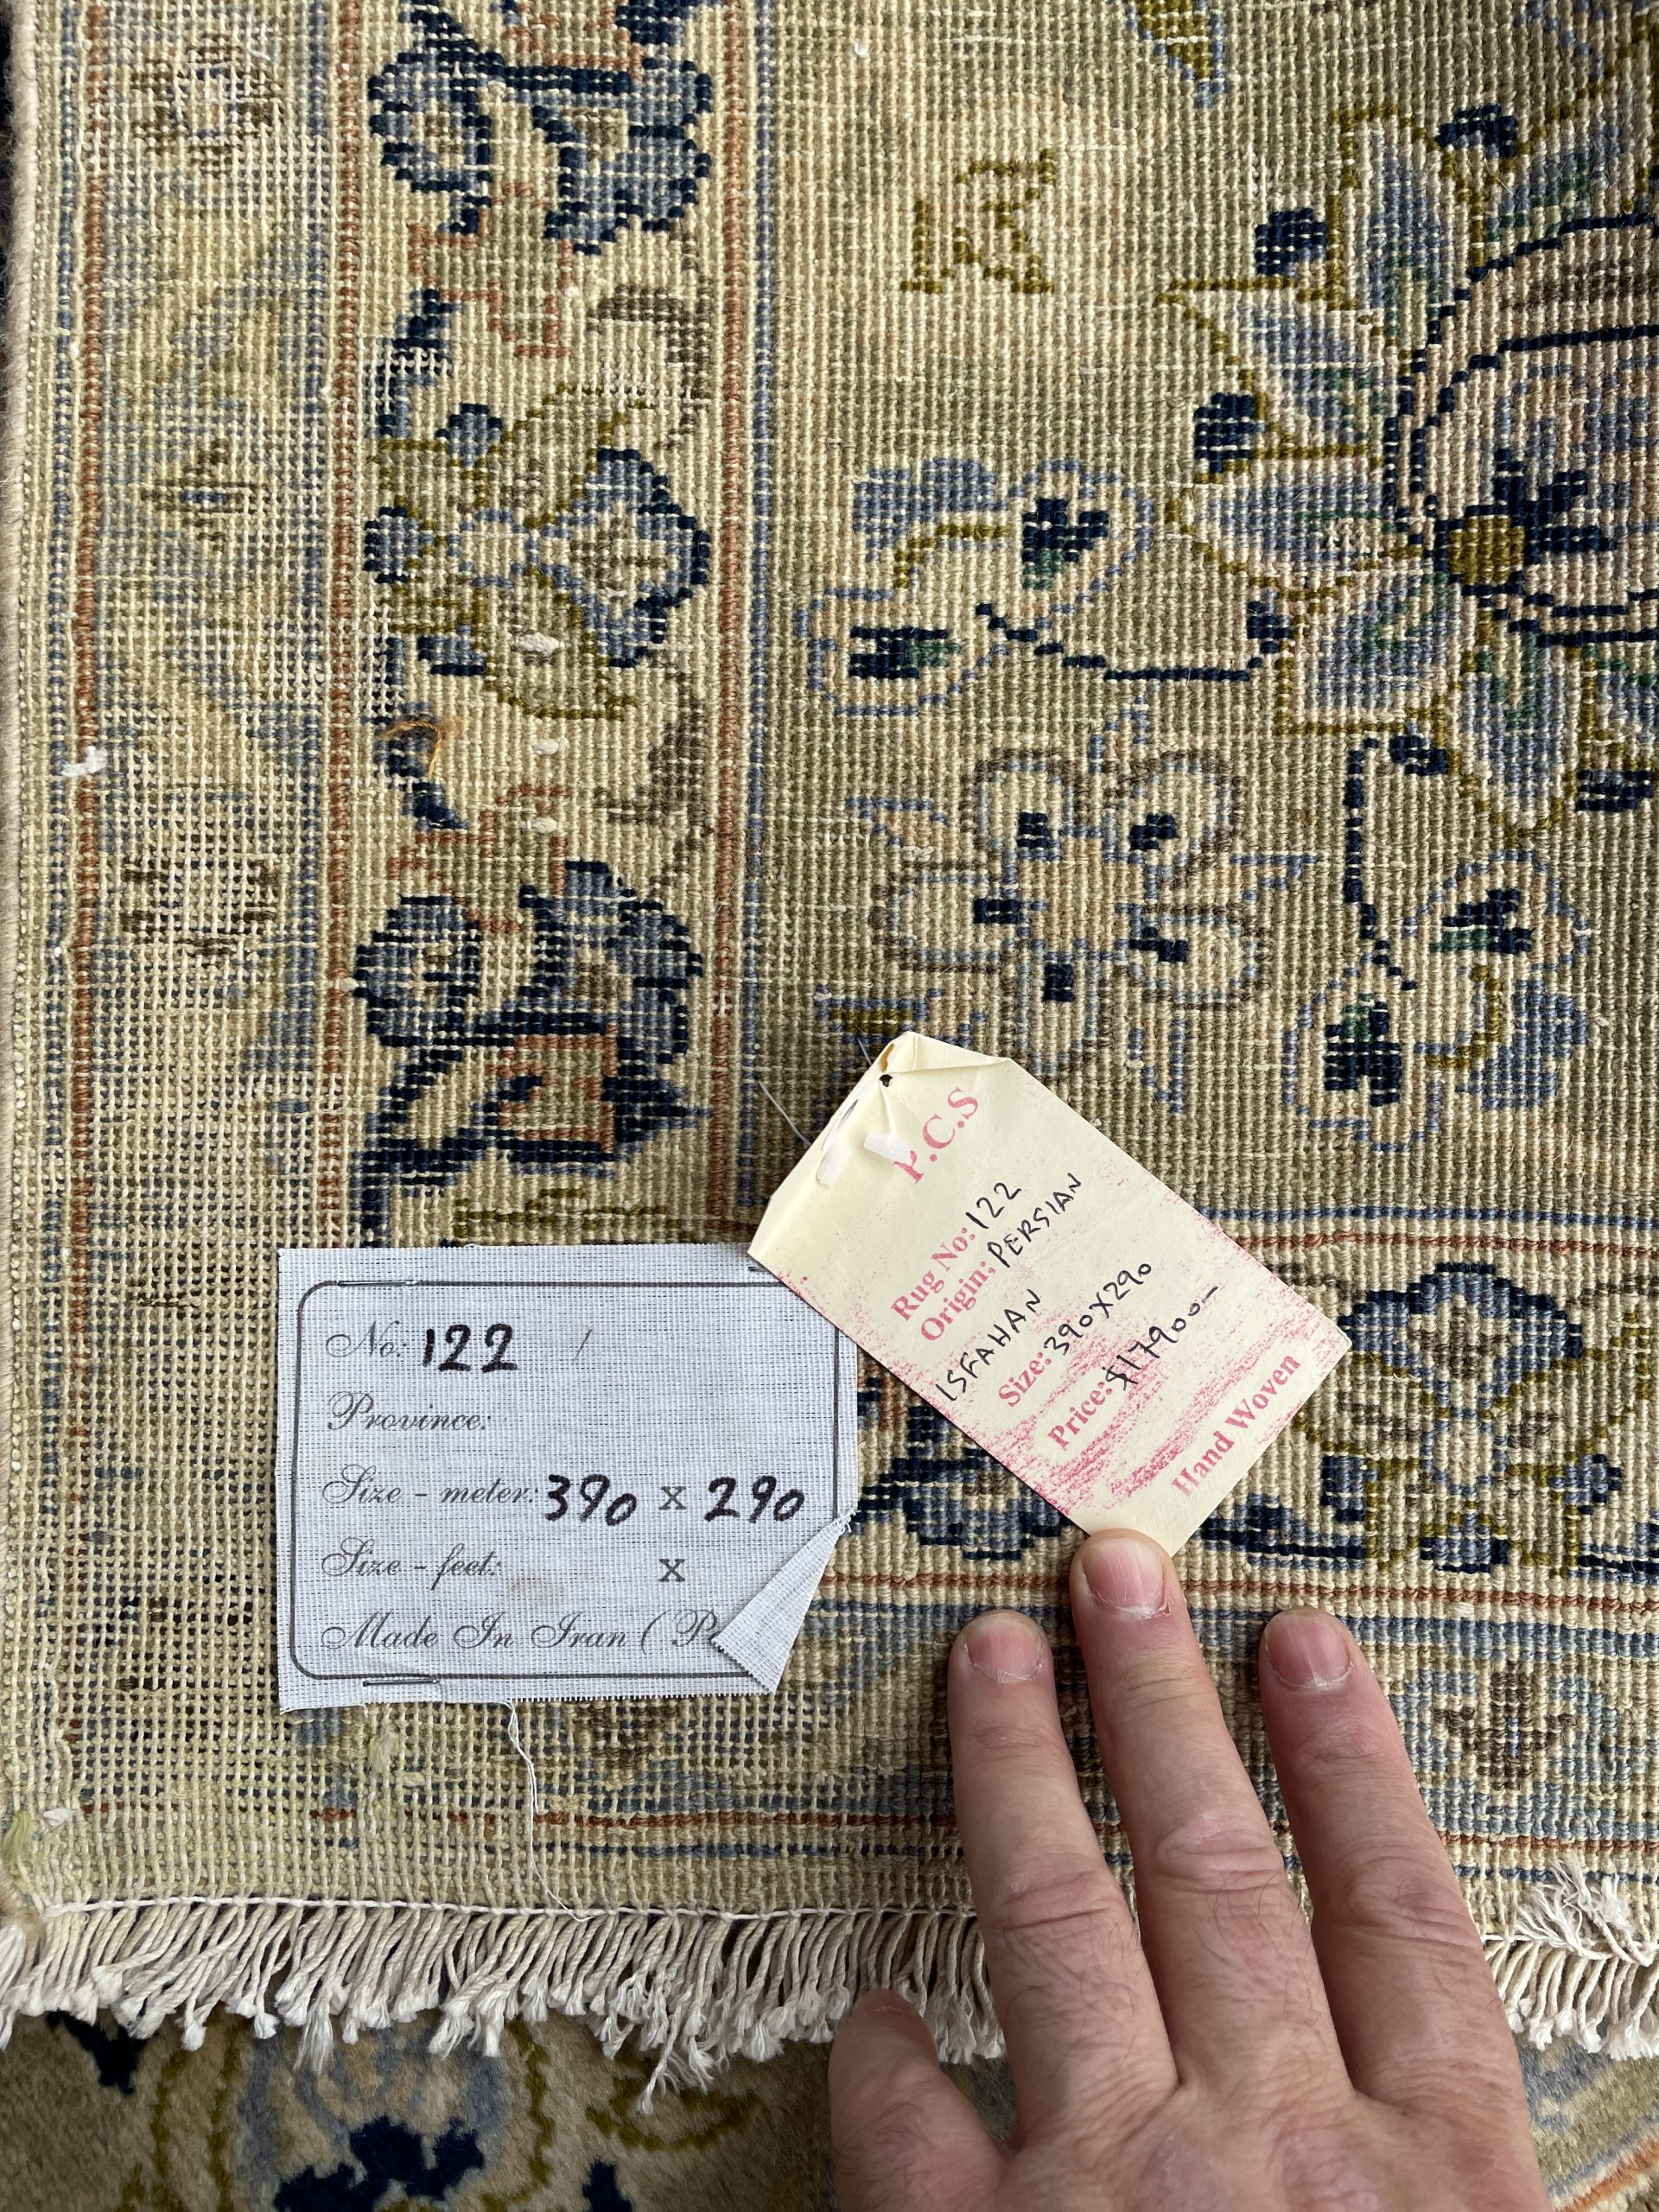 P.C.S
Rug No: 122
Origin: PERSIAN
ISFAHAN
Size: 390X290
Price: $17900-
Hand Woven
No: 122 /
Province:
Size - meter: 390 x 290
Size - feet: x
Made In Iran ( P